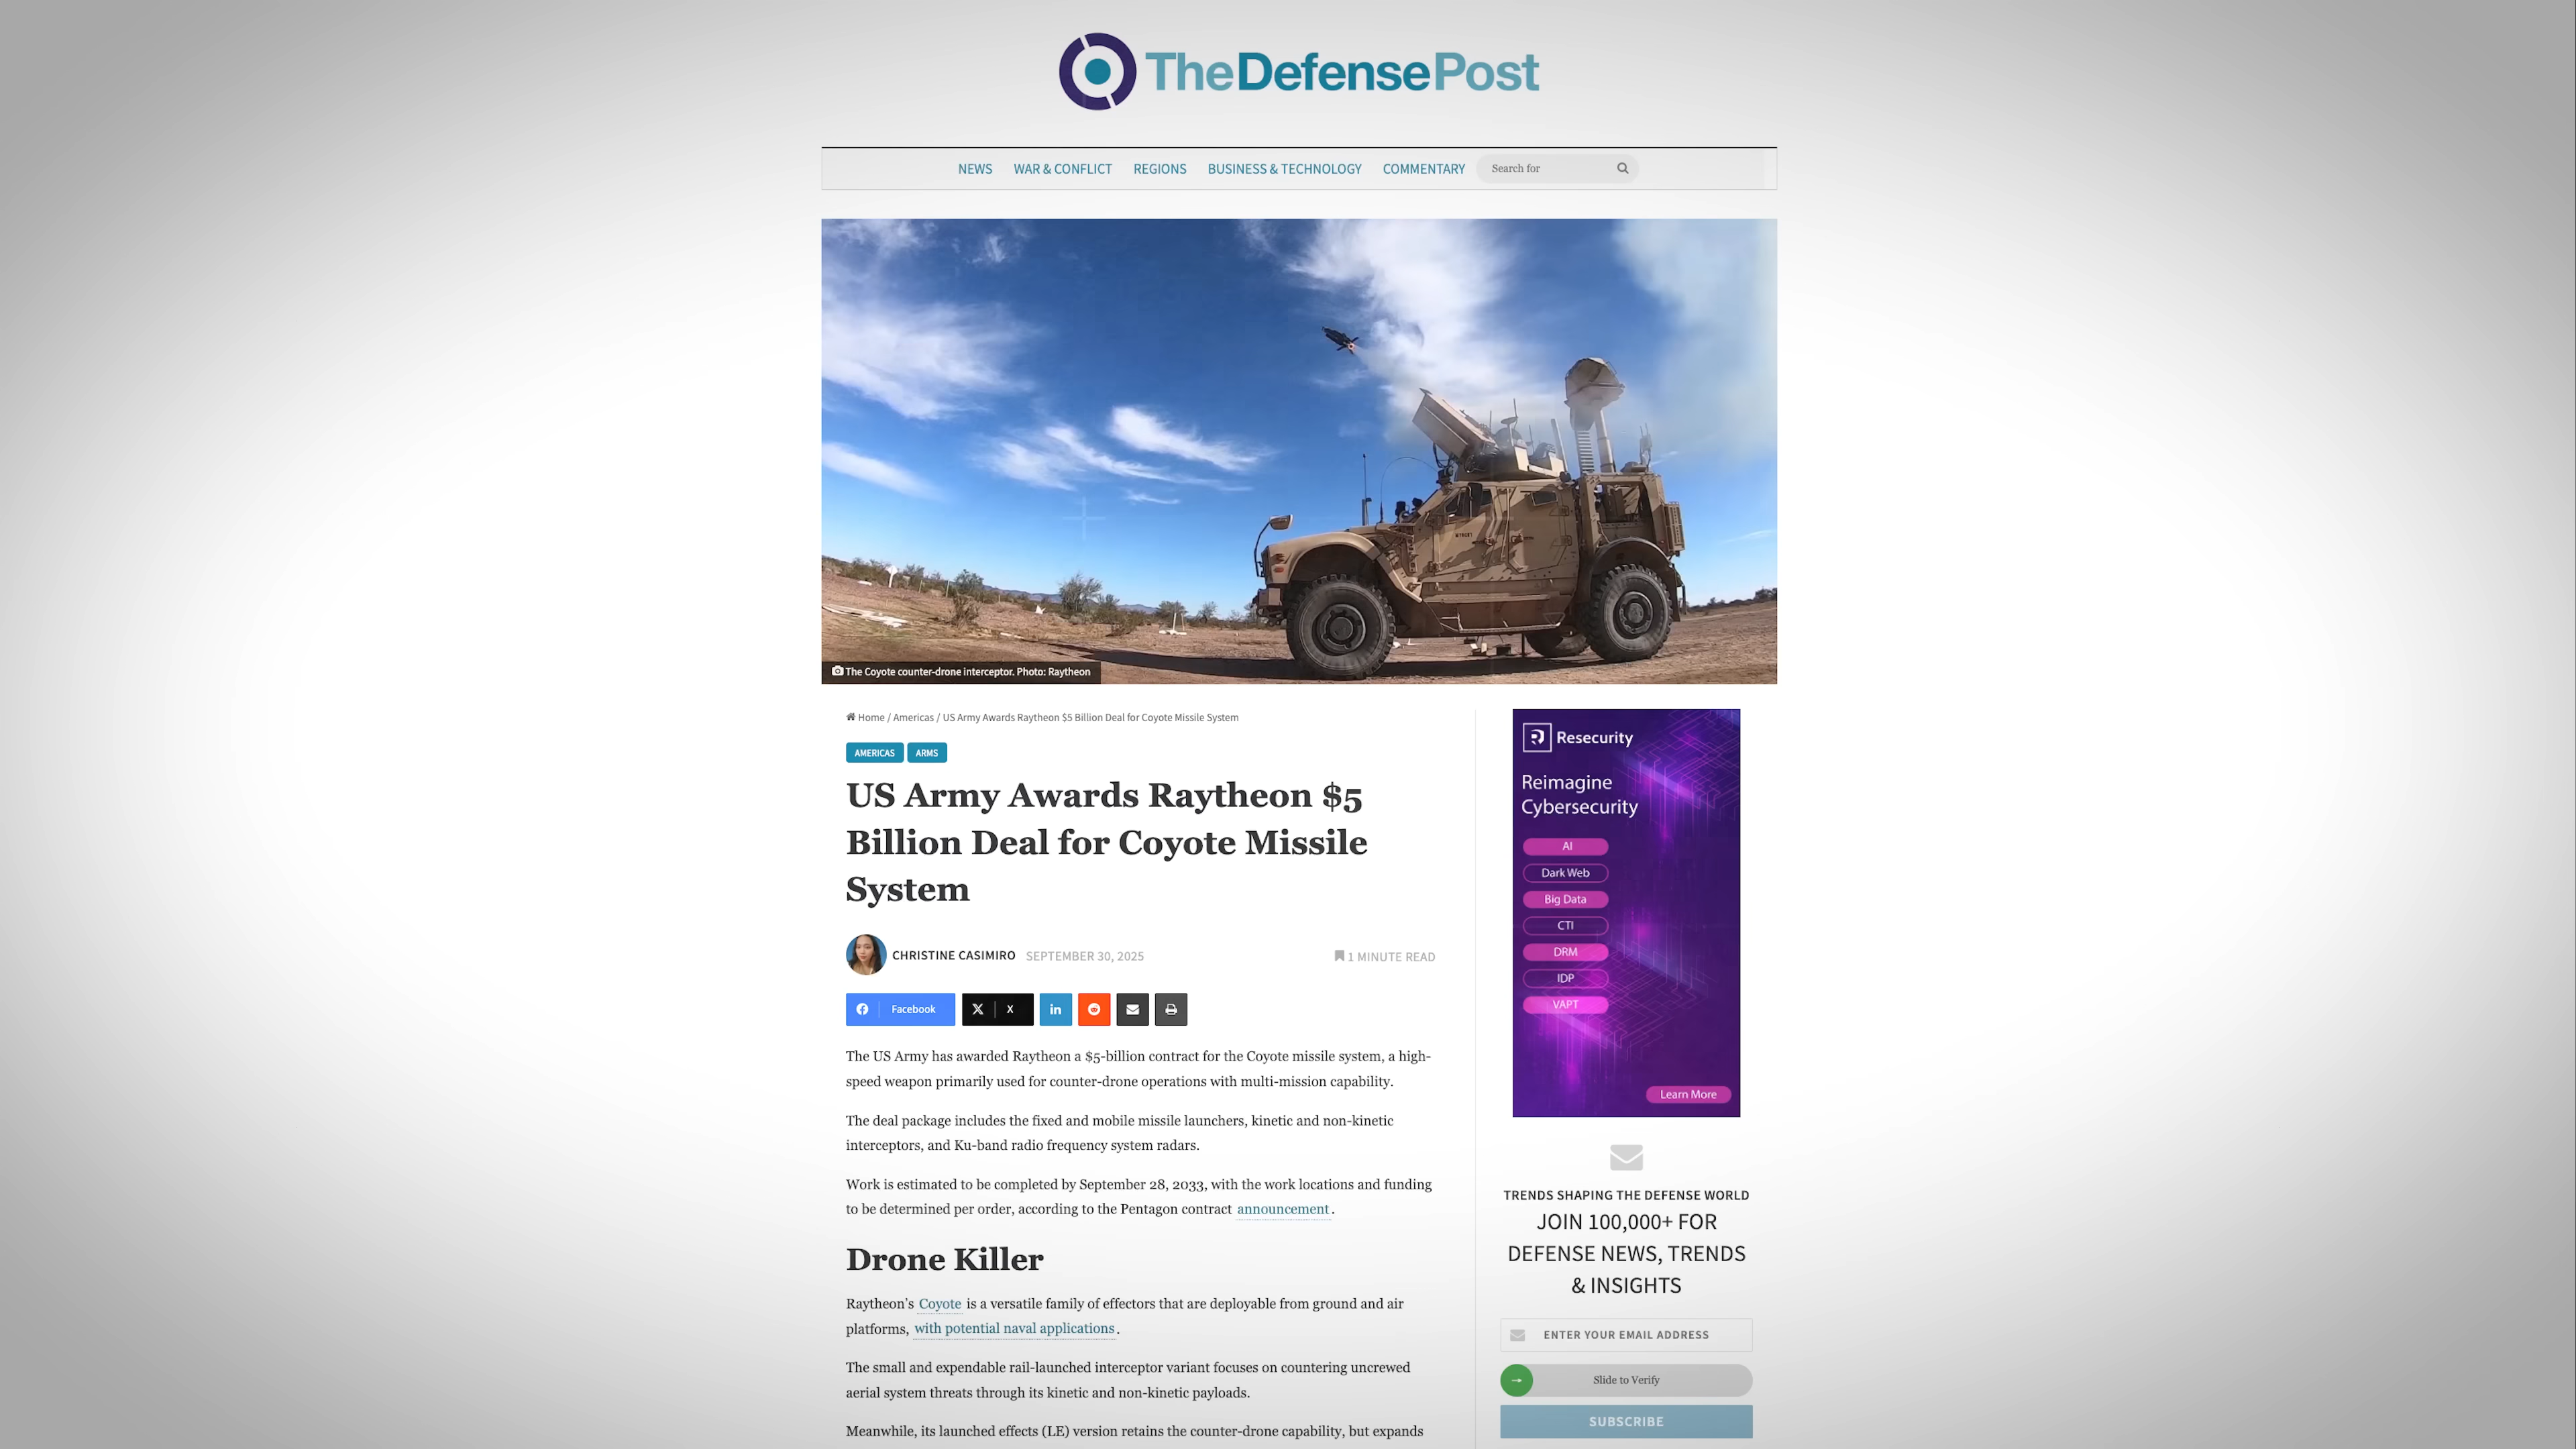 TheDefensePost
NEWS WAR & CONFLICT REGIONS BUSINESS & TECHNOLOGY COMMENTARY Search for
The Coyote counter-drone interceptor. Photo: Raytheon
Home / Americas / US Army Awards Raytheon $5 Billion Deal for Coyote Missile System
AMERICAS ARMS
US Army Awards Raytheon $5
Billion Deal for Coyote Missile
System
CHRISTINE CASIMIRO SEPTEMBER 30, 2025 1 MINUTE READ
Facebook X
The US Army has awarded Raytheon a $5-billion contract for the Coyote missile system, a high-
speed weapon primarily used for counter-drone operations with multi-mission capability.
The deal package includes the fixed and mobile missile launchers, kinetic and non-kinetic
interceptors, and Ku-band radio frequency system radars.
Work is estimated to be completed by September 28, 2033, with the work locations and funding
to be determined per order, according to the Pentagon contract announcement.
Drone Killer
Raytheon's Coyote is a versatile family of effectors that are deployable from ground and air
platforms, with potential naval applications.
The small and expendable rail-launched interceptor variant focuses on countering uncrewed
aerial system threats through its kinetic and non-kinetic payloads.
Meanwhile, its launched effects (LE) version retains the counter-drone capability, but expands
Resecurity
Reimagine
Cybersecurity
AI
Dark Web
Big Data
CTI
DRM
IDP
VAPT
Learn More
TRENDS SHAPING THE DEFENSE WORLD
JOIN 100,000+ FOR
DEFENSE NEWS, TRENDS
& INSIGHTS
ENTER YOUR EMAIL ADDRESS
Slide to Verify
SUBSCRIBE